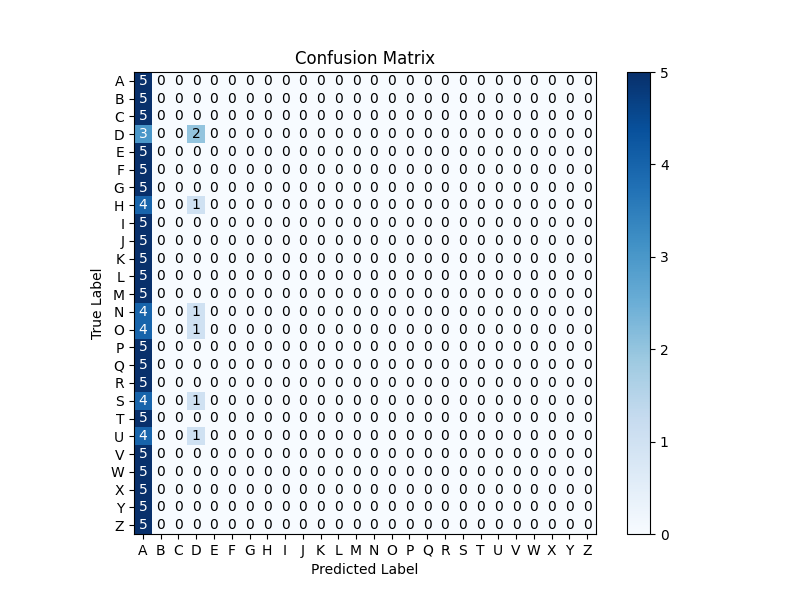 Confusion Matrix
True Label
A 5 0 0 0 0 0 0 0 0 0 0 0 0 0 0 0 0 0 0 0 0 0 0 0 0 0
B 5 0 0 0 0 0 0 0 0 0 0 0 0 0 0 0 0 0 0 0 0 0 0 0 0 0
C 5 0 0 0 0 0 0 0 0 0 0 0 0 0 0 0 0 0 0 0 0 0 0 0 0 0
D 3 0 0 2 0 0 0 0 0 0 0 0 0 0 0 0 0 0 0 0 0 0 0 0 0 0
E 5 0 0 0 0 0 0 0 0 0 0 0 0 0 0 0 0 0 0 0 0 0 0 0 0 0
F 5 0 0 0 0 0 0 0 0 0 0 0 0 0 0 0 0 0 0 0 0 0 0 0 0 0
G 5 0 0 0 0 0 0 0 0 0 0 0 0 0 0 0 0 0 0 0 0 0 0 0 0 0
H 4 0 0 1 0 0 0 0 0 0 0 0 0 0 0 0 0 0 0 0 0 0 0 0 0 0
I 5 0 0 0 0 0 0 0 0 0 0 0 0 0 0 0 0 0 0 0 0 0 0 0 0 0
J 5 0 0 0 0 0 0 0 0 0 0 0 0 0 0 0 0 0 0 0 0 0 0 0 0 0
K 5 0 0 0 0 0 0 0 0 0 0 0 0 0 0 0 0 0 0 0 0 0 0 0 0 0
L 5 0 0 0 0 0 0 0 0 0 0 0 0 0 0 0 0 0 0 0 0 0 0 0 0 0
M 5 0 0 0 0 0 0 0 0 0 0 0 0 0 0 0 0 0 0 0 0 0 0 0 0 0
N 4 0 0 1 0 0 0 0 0 0 0 0 0 0 0 0 0 0 0 0 0 0 0 0 0 0
O 4 0 0 1 0 0 0 0 0 0 0 0 0 0 0 0 0 0 0 0 0 0 0 0 0 0
P 5 0 0 0 0 0 0 0 0 0 0 0 0 0 0 0 0 0 0 0 0 0 0 0 0 0
Q 5 0 0 0 0 0 0 0 0 0 0 0 0 0 0 0 0 0 0 0 0 0 0 0 0 0
R 5 0 0 0 0 0 0 0 0 0 0 0 0 0 0 0 0 0 0 0 0 0 0 0 0 0
S 4 0 0 1 0 0 0 0 0 0 0 0 0 0 0 0 0 0 0 0 0 0 0 0 0 0
T 5 0 0 0 0 0 0 0 0 0 0 0 0 0 0 0 0 0 0 0 0 0 0 0 0 0
U 4 0 0 1 0 0 0 0 0 0 0 0 0 0 0 0 0 0 0 0 0 0 0 0 0 0
V 5 0 0 0 0 0 0 0 0 0 0 0 0 0 0 0 0 0 0 0 0 0 0 0 0 0
W 5 0 0 0 0 0 0 0 0 0 0 0 0 0 0 0 0 0 0 0 0 0 0 0 0 0
X 5 0 0 0 0 0 0 0 0 0 0 0 0 0 0 0 0 0 0 0 0 0 0 0 0 0
Y 5 0 0 0 0 0 0 0 0 0 0 0 0 0 0 0 0 0 0 0 0 0 0 0 0 0
Z 5 0 0 0 0 0 0 0 0 0 0 0 0 0 0 0 0 0 0 0 0 0 0 0 0 0
A B C D E F G H I J K L M N O P Q R S T U V W X Y Z
Predicted Label
5
4
3
2
1
0